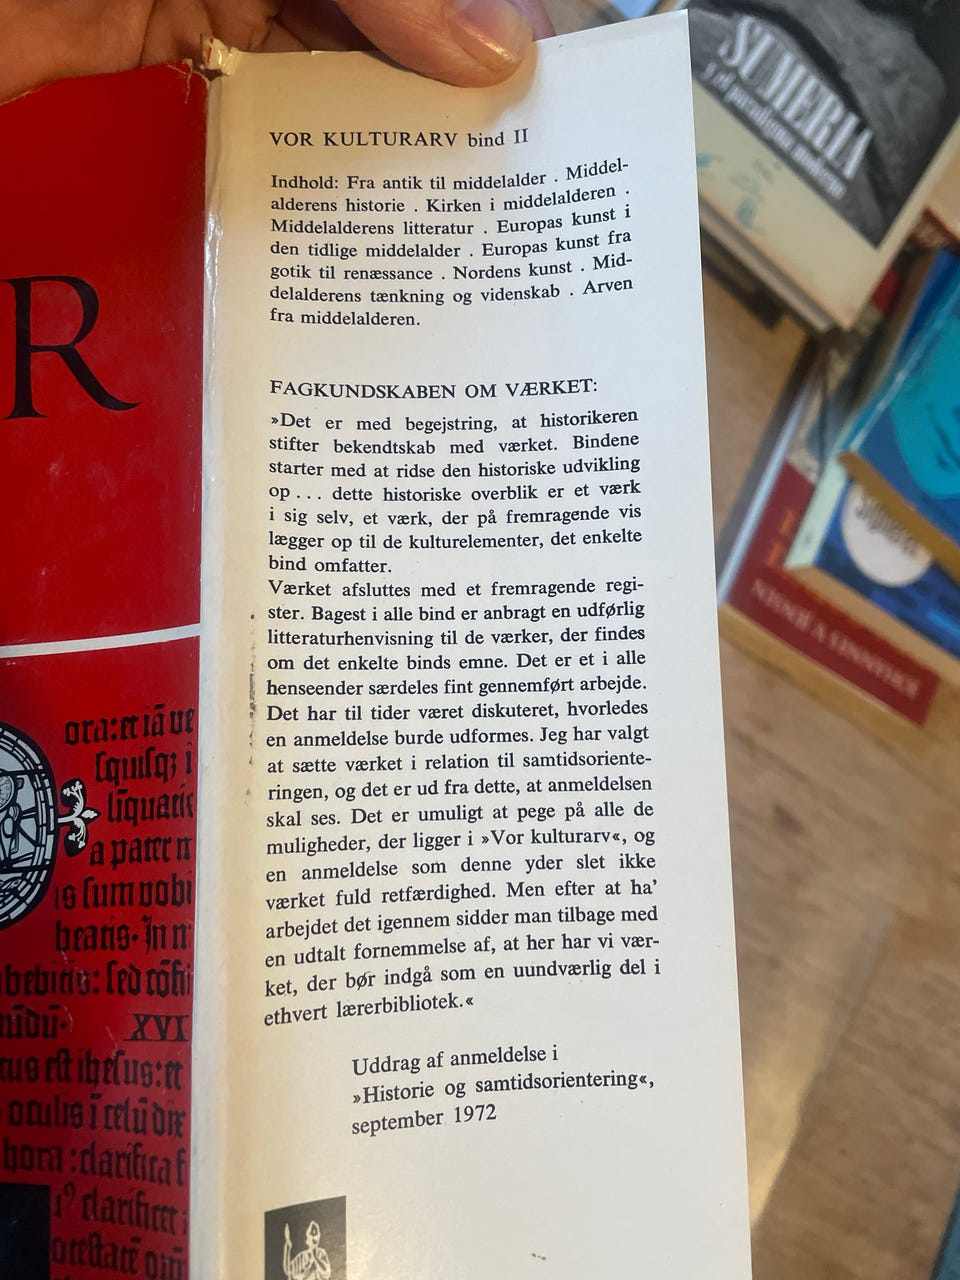 VOR KULTURARV bind II
Indhold: Fra antik til middelalder . Middel-
alderens historie . Kirken i middelalderen .
Middelalderens litteratur . Europas kunst i
den tidlige middelalder . Europas kunst fra
gotik til renæssance . Nordens kunst . Mid-
delalderens tænkning og videnskab . Arven
fra middelalderen.
FAGKUNDSKABEN OM VÆRKET:
»Det er med begejstring, at historikeren
stifter bekendtskab med værket. Bindene
starter med at ridse den historiske udvikling
op . . . dette historiske overblik er et værk
i sig selv, et værk, der på fremragende vis
lægger op til de kulturelementer, det enkelte
bind omfatter.
Værket afsluttes med et fremragende regi-
ster. Bagest i alle bind er anbragt en udførlig
litteraturhenvisning til de værker, der findes
om det enkelte binds emne. Det er et i alle
henseender særdeles fint gennemført arbejde.
Det har til tider været diskuteret, hvorledes
en anmeldelse burde udformes. Jeg har valgt
at sætte værket i relation til samtidsoriente-
ringen, og det er ud fra dette, at anmeldelsen
skal ses. Det er umuligt at pege på alle de
muligheder, der ligger i »Vor kulturarv«, og
en anmeldelse som denne yder slet ikke
værket fuld retfærdighed. Men efter at ha'
arbejdet det igennem sidder man tilbage med
en udtalt fornemmelse af, at her har vi vær-
ket, der bør indgå som en uundværlig del i
ethvert lærerbibliotek.«
Uddrag af anmeldelse i
»Historie og samtidsorientering«,
september 1972
R
XVI
SUMERIA
y el paradigma moderno
JOHANNES V. JENSEN